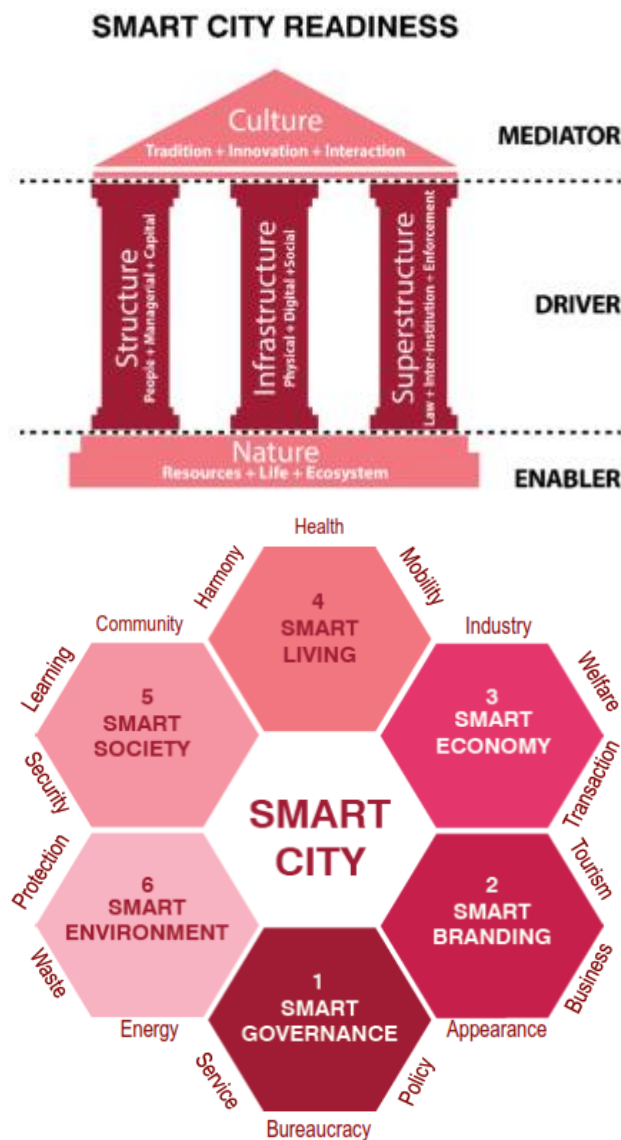 SMART CITY READINESS
Culture
Tradition + Innovation + Interaction
MEDIATOR
Structure
People + Managerial + Capital
Infrastructure
Physical + Digital +Social
Superstructure
Law + Inter-institution + Enforcement
DRIVER
Nature
Resources + Life + Ecosystem
ENABLER
Health
Harmony
Mobility
4
SMART
LIVING
Community
Learning
Security
5
SMART
SOCIETY
Industry
Welfare
Transaction
3
SMART
ECONOMY
SMART
CITY
Protection
Waste
Energy
6
SMART
ENVIRONMENT
Tourism
Business
Appearance
2
SMART
BRANDING
1
SMART
GOVERNANCE
Service
Bureaucracy
Policy